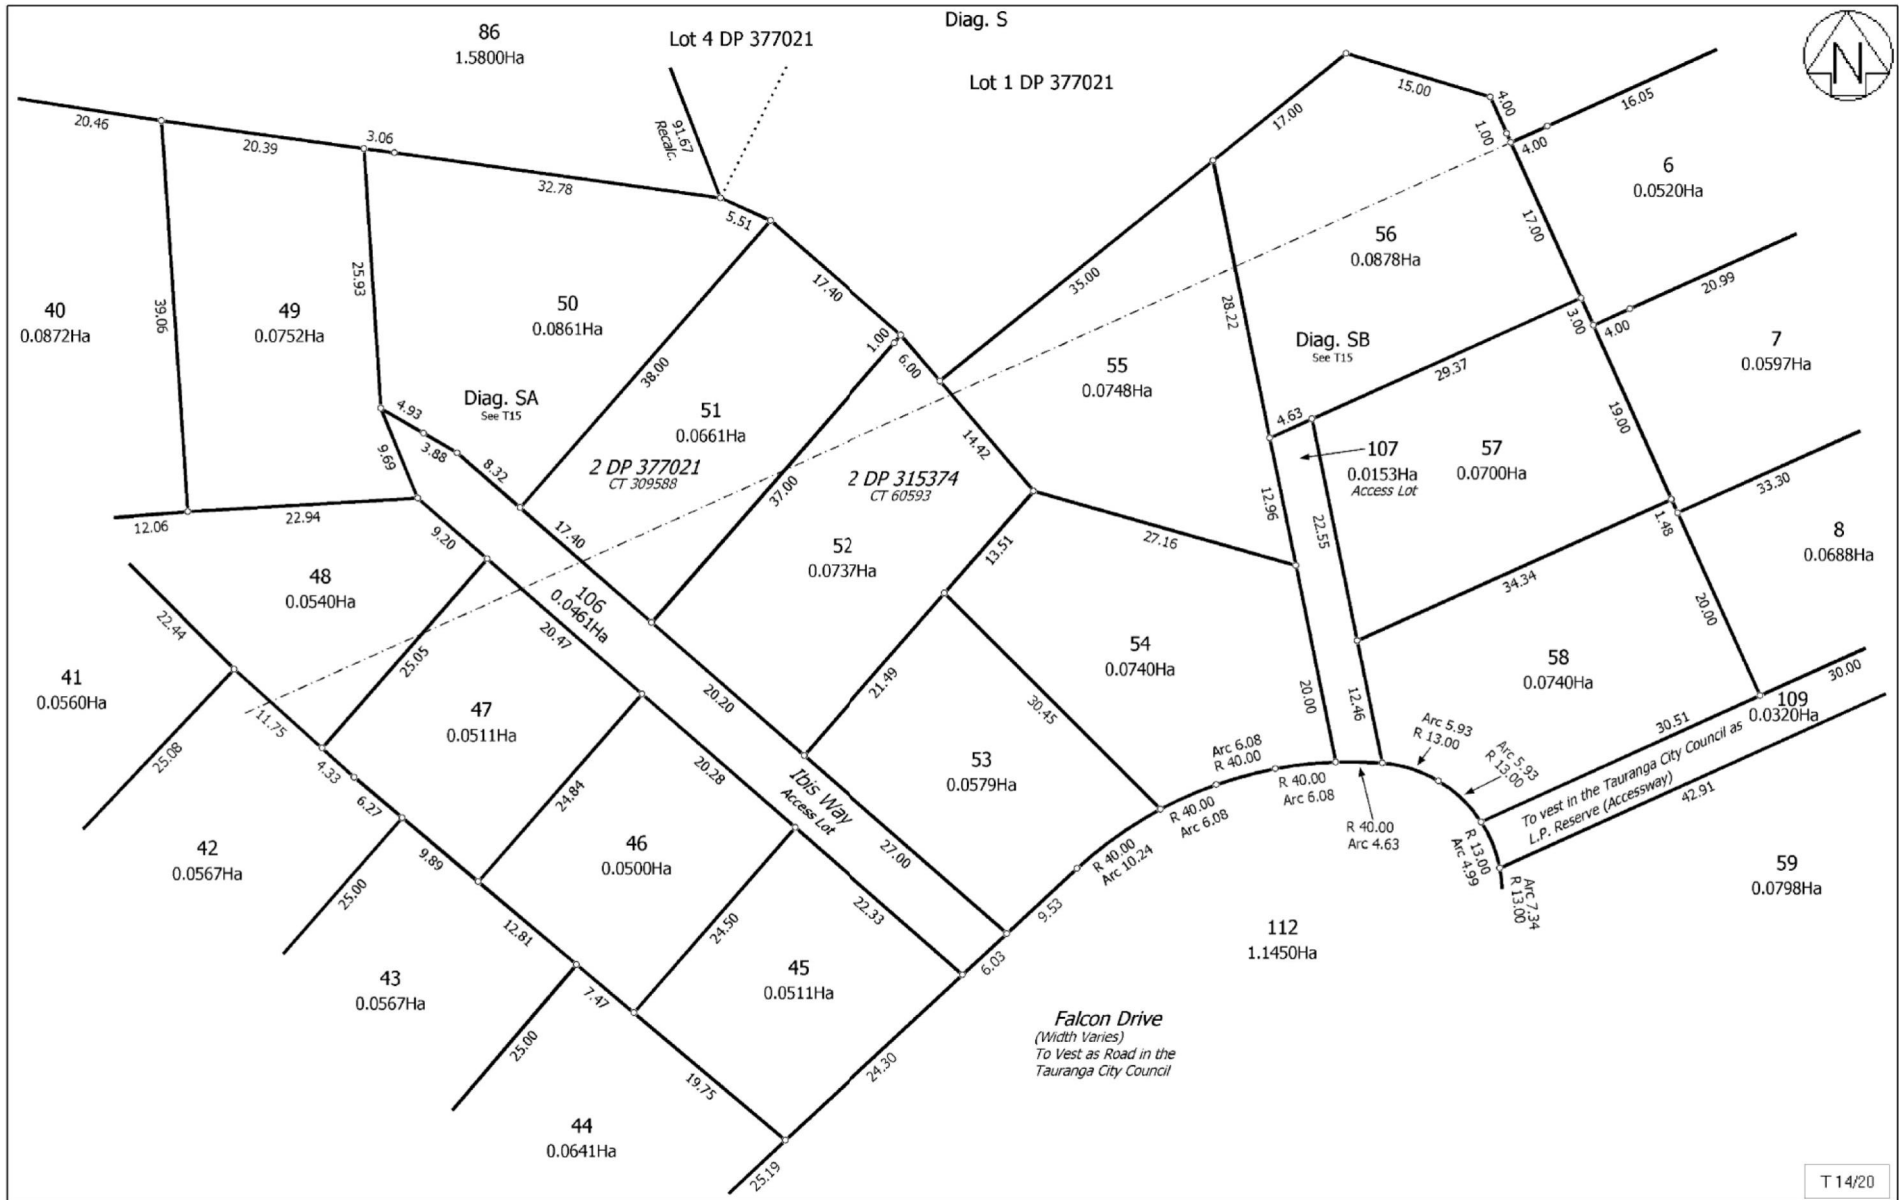 Diag. S
86
1.5800Ha
Lot 4 DP 377021
Lot 1 DP 377021
N
20.46
20.39
3.06
32.78
91.67
Recalc.
5.51
17.40
17.00
15.00
4.00
1.00
4.00
16.05
6
0.0520Ha
17.00
56
0.0878Ha
35.00
28.22
3.00
4.00
20.99
7
0.0597Ha
40
0.0872Ha
39.06
49
0.0752Ha
25.93
50
0.0861Ha
38.00
1.00
6.00
55
0.0748Ha
Diag. SB
See T15
29.37
19.00
Diag. SA
See T15
4.93
3.88
8.32
9.69
51
0.0661Ha
2 DP 377021
CT 309588
37.00
2 DP 315374
CT 60593
14.42
4.63
107
0.0153Ha
Access Lot
57
0.0700Ha
12.96
22.55
33.30
1.48
8
0.0688Ha
12.06
22.94
9.20
17.40
52
0.0737Ha
13.51
27.16
34.34
20.00
48
0.0540Ha
22.44
25.05
106
0.0461Ha
20.47
54
0.0740Ha
58
0.0740Ha
41
0.0560Ha
11.75
25.08
4.33
6.27
47
0.0511Ha
20.20
21.49
30.45
20.00
12.46
30.00
109
0.0320Ha
30.51
To vest in the Tauranga City Council as
L.P. Reserve (Accessway)
42.91
Arc 5.93
R 13.00
Arc 5.93
R 13.00
Arc 6.08
R 40.00
R 40.00
Arc 6.08
R 40.00
Arc 6.08
R 40.00
Arc 4.63
R 40.00
Arc 10.24
R 13.00
Arc 4.99
Arc 7.34
R 13.00
20.28
Ibis Way
Access Lot
53
0.0579Ha
27.00
24.84
42
0.0567Ha
9.89
25.00
46
0.0500Ha
24.50
22.33
9.53
6.03
59
0.0798Ha
112
1.1450Ha
12.81
43
0.0567Ha
7.47
25.00
45
0.0511Ha
24.30
19.75
44
0.0641Ha
25.19
Falcon Drive
(Width Varies)
To Vest as Road in the
Tauranga City Council
T 14/20